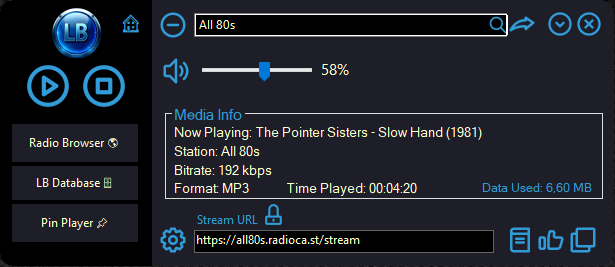 LB
All 80s
58%
Radio Browser
LB Database
Pin Player
Media Info
Now Playing: The Pointer Sisters - Slow Hand (1981)
Station: All 80s
Bitrate: 192 kbps
Format: MP3 Time Played: 00:04:20 Data Used: 6,60 MB
Stream URL
https://all80s.radioca.st/stream